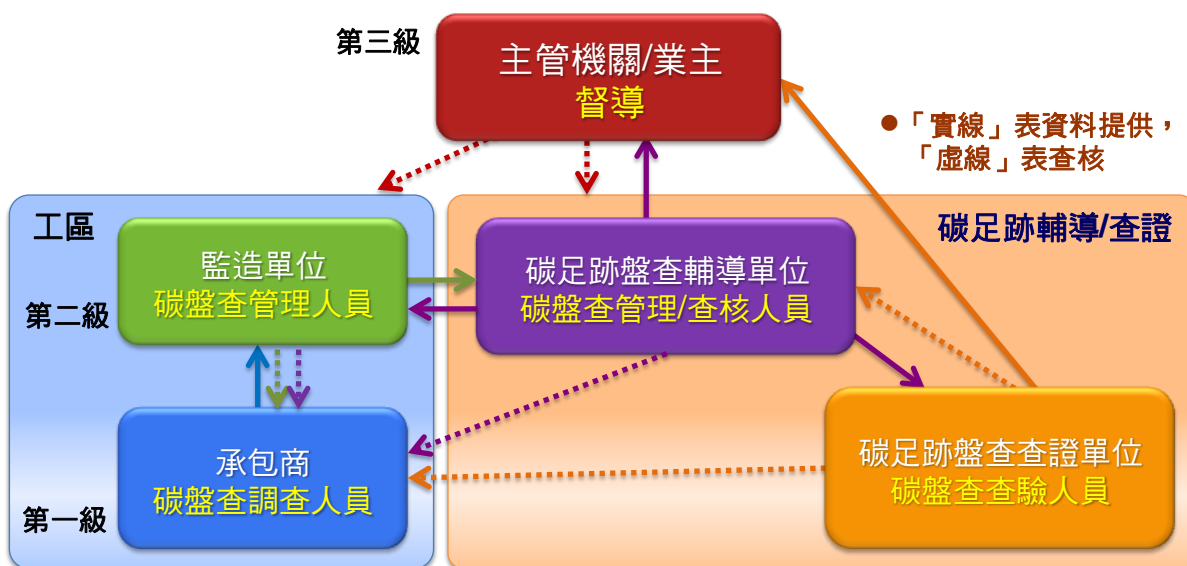 第三級
主管機關/業主
督導
●「實線」表資料提供，
「虛線」表查核
工區
碳足跡輔導/查證
監造單位
碳盤查管理人員
碳足跡盤查輔導單位
碳盤查管理/查核人員
第二級
承包商
碳盤查調查人員
碳足跡盤查查證單位
碳盤查查驗人員
第一級